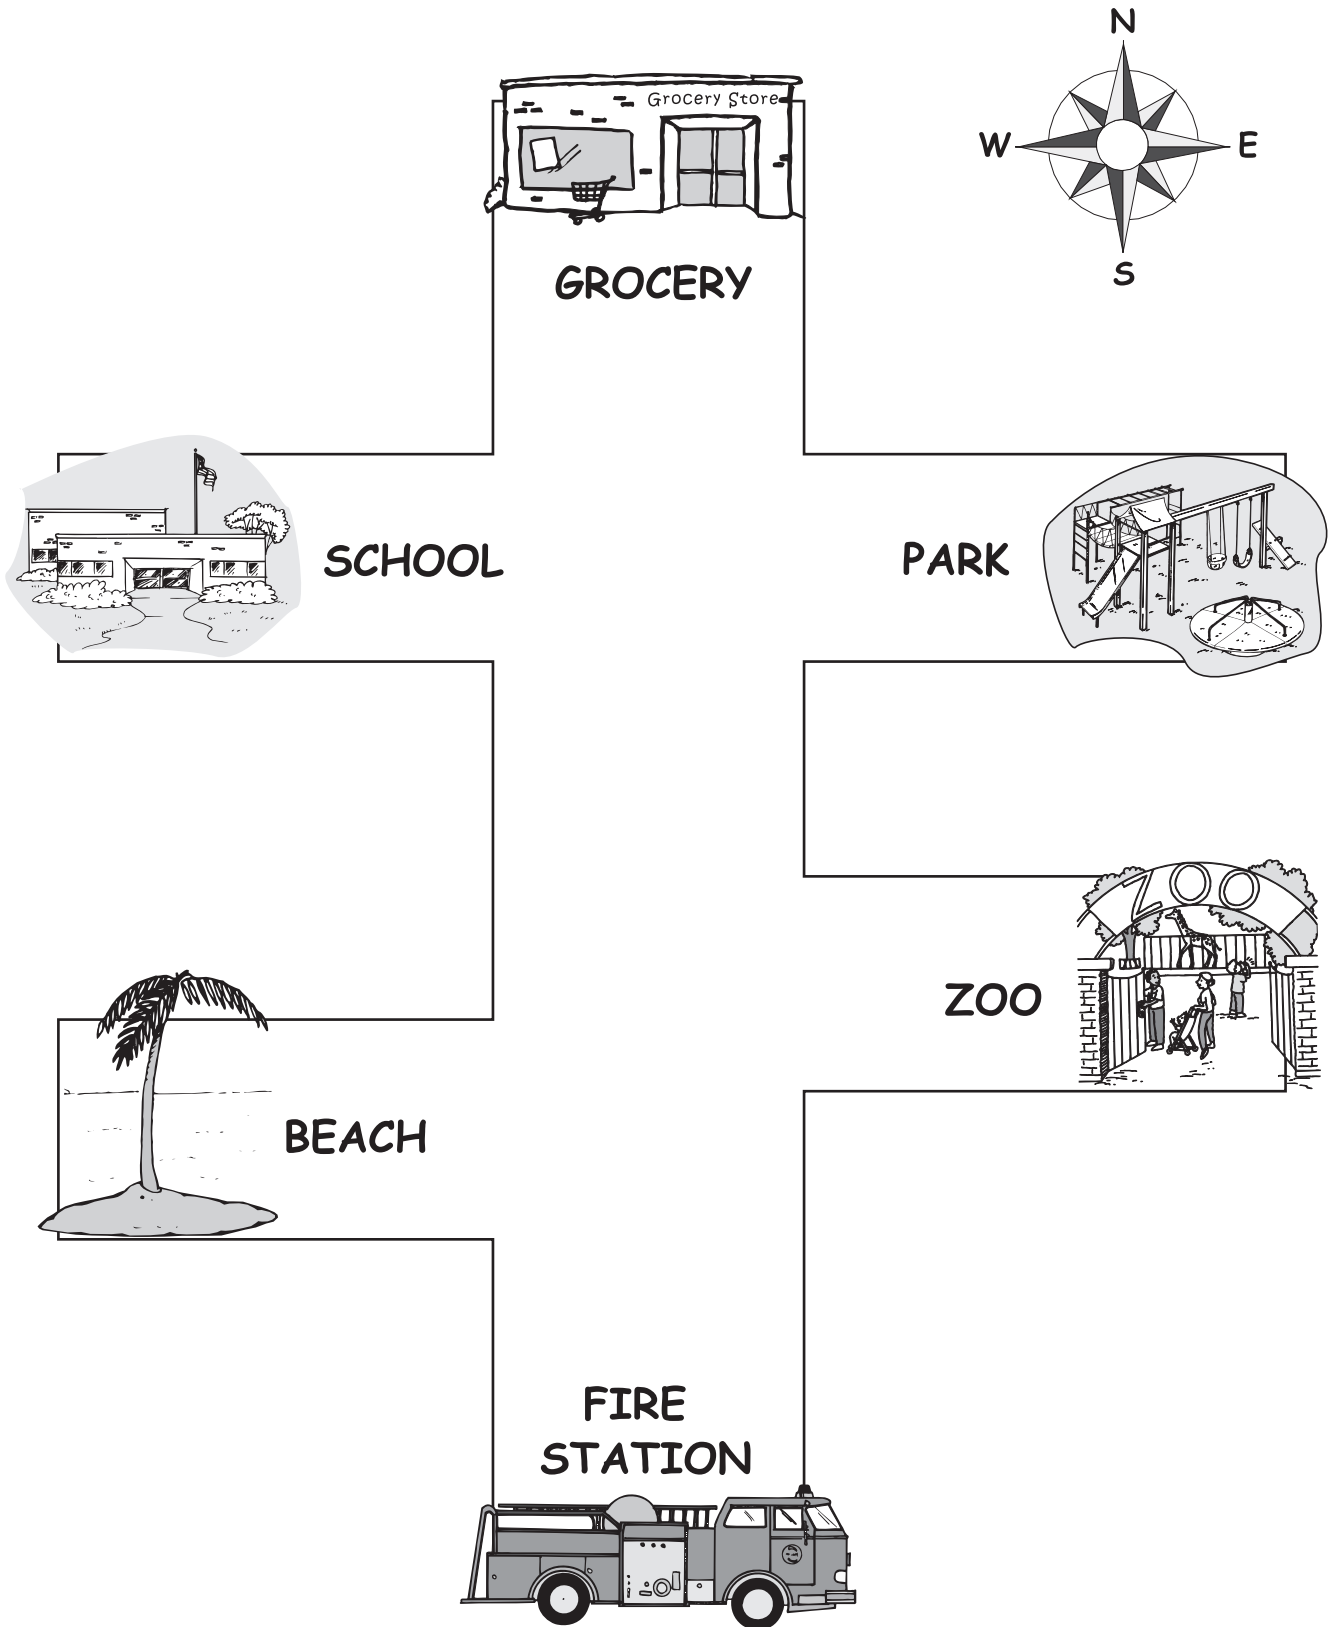 N
Grocery Store
W
E
S
GROCERY
SCHOOL
PARK
ZOO
ZOO
BEACH
FIRE
STATION